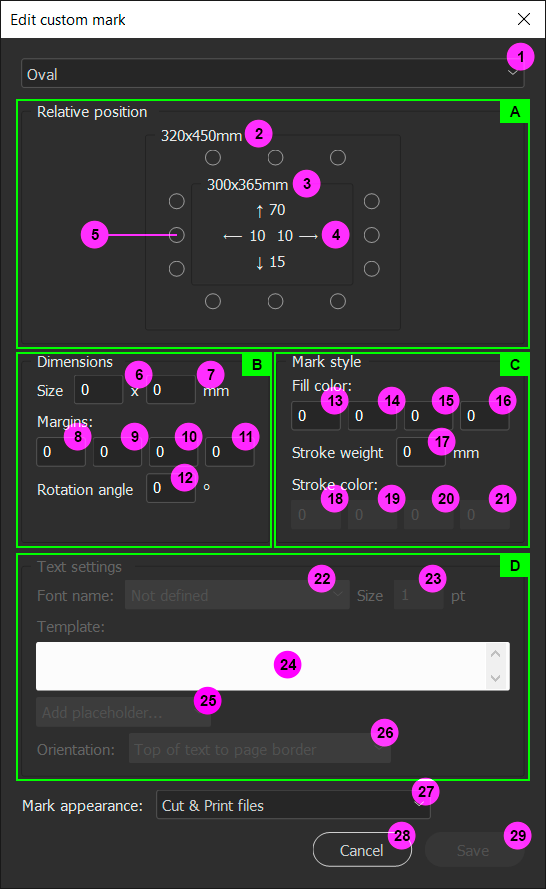 Edit custom mark
Oval 1
A
Relative position
320x450mm 2
300x365mm 3
↑ 70
5 ← 10 10 → 4
↓ 15
Dimensions B
Size 0 6 x 0 7 mm
Margins:
0 8 0 9 0 10 0 11
Rotation angle 0 12 °
Mark style C
Fill color:
0 13 0 14 0 15 0 16
Stroke weight 0 17 mm
Stroke color:
0 18 0 19 0 20 0 21
Text settings D
Font name: Not defined 22 Size 1 23 pt
Template:
24
Add placeholder... 25
Orientation: Top of text to page border 26
Mark appearance: Cut & Print files 27
Cancel 28 Save 29